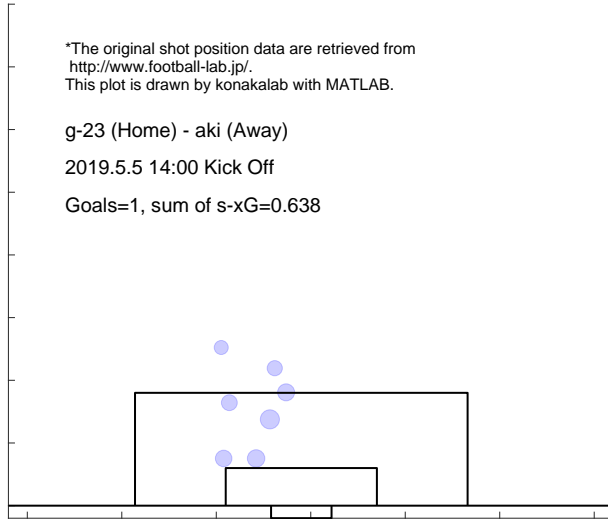 *The original shot position data are retrieved from
http://www.football-lab.jp/.
This plot is drawn by konakalab with MATLAB.
g-23 (Home) - aki (Away)
2019.5.5 14:00 Kick Off
Goals=1, sum of s-xG=0.638